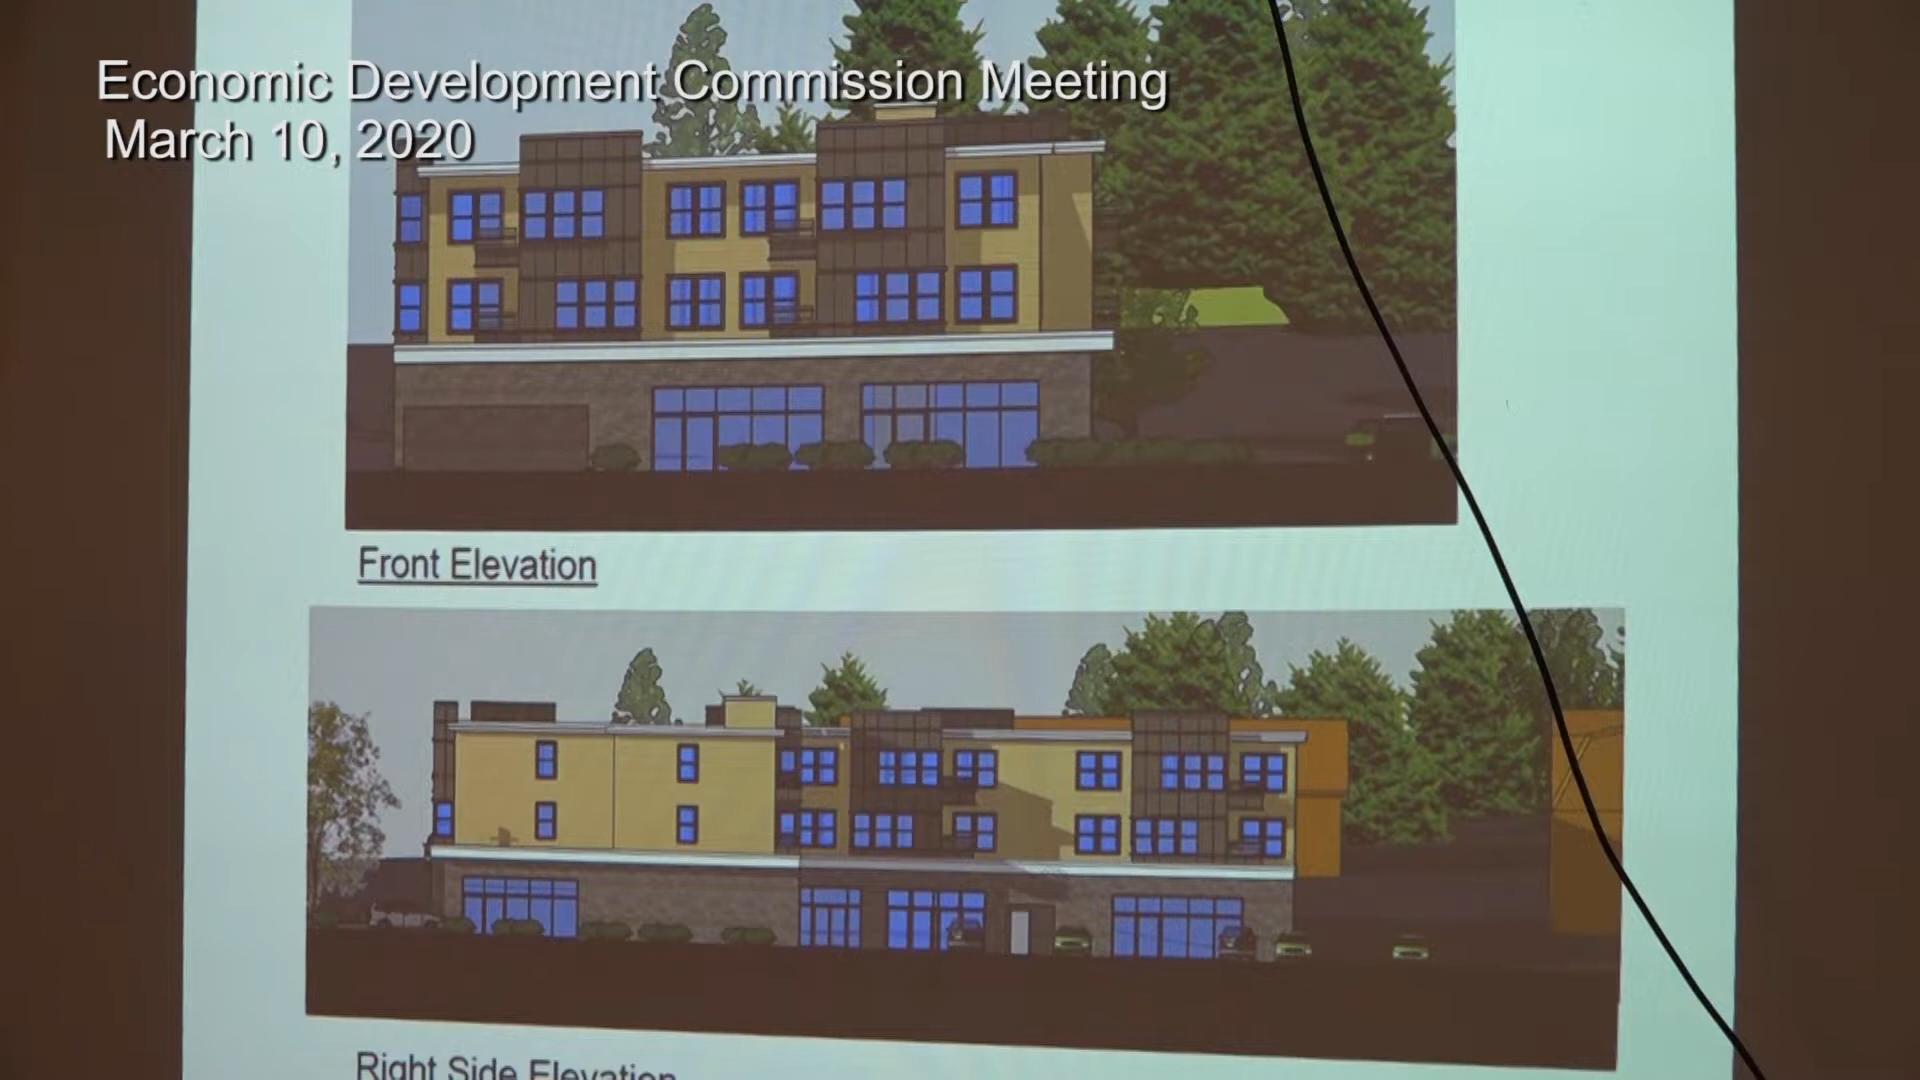 Economic Development Commission Meeting
March 10, 2020
Front Elevation
Right Side Elevation